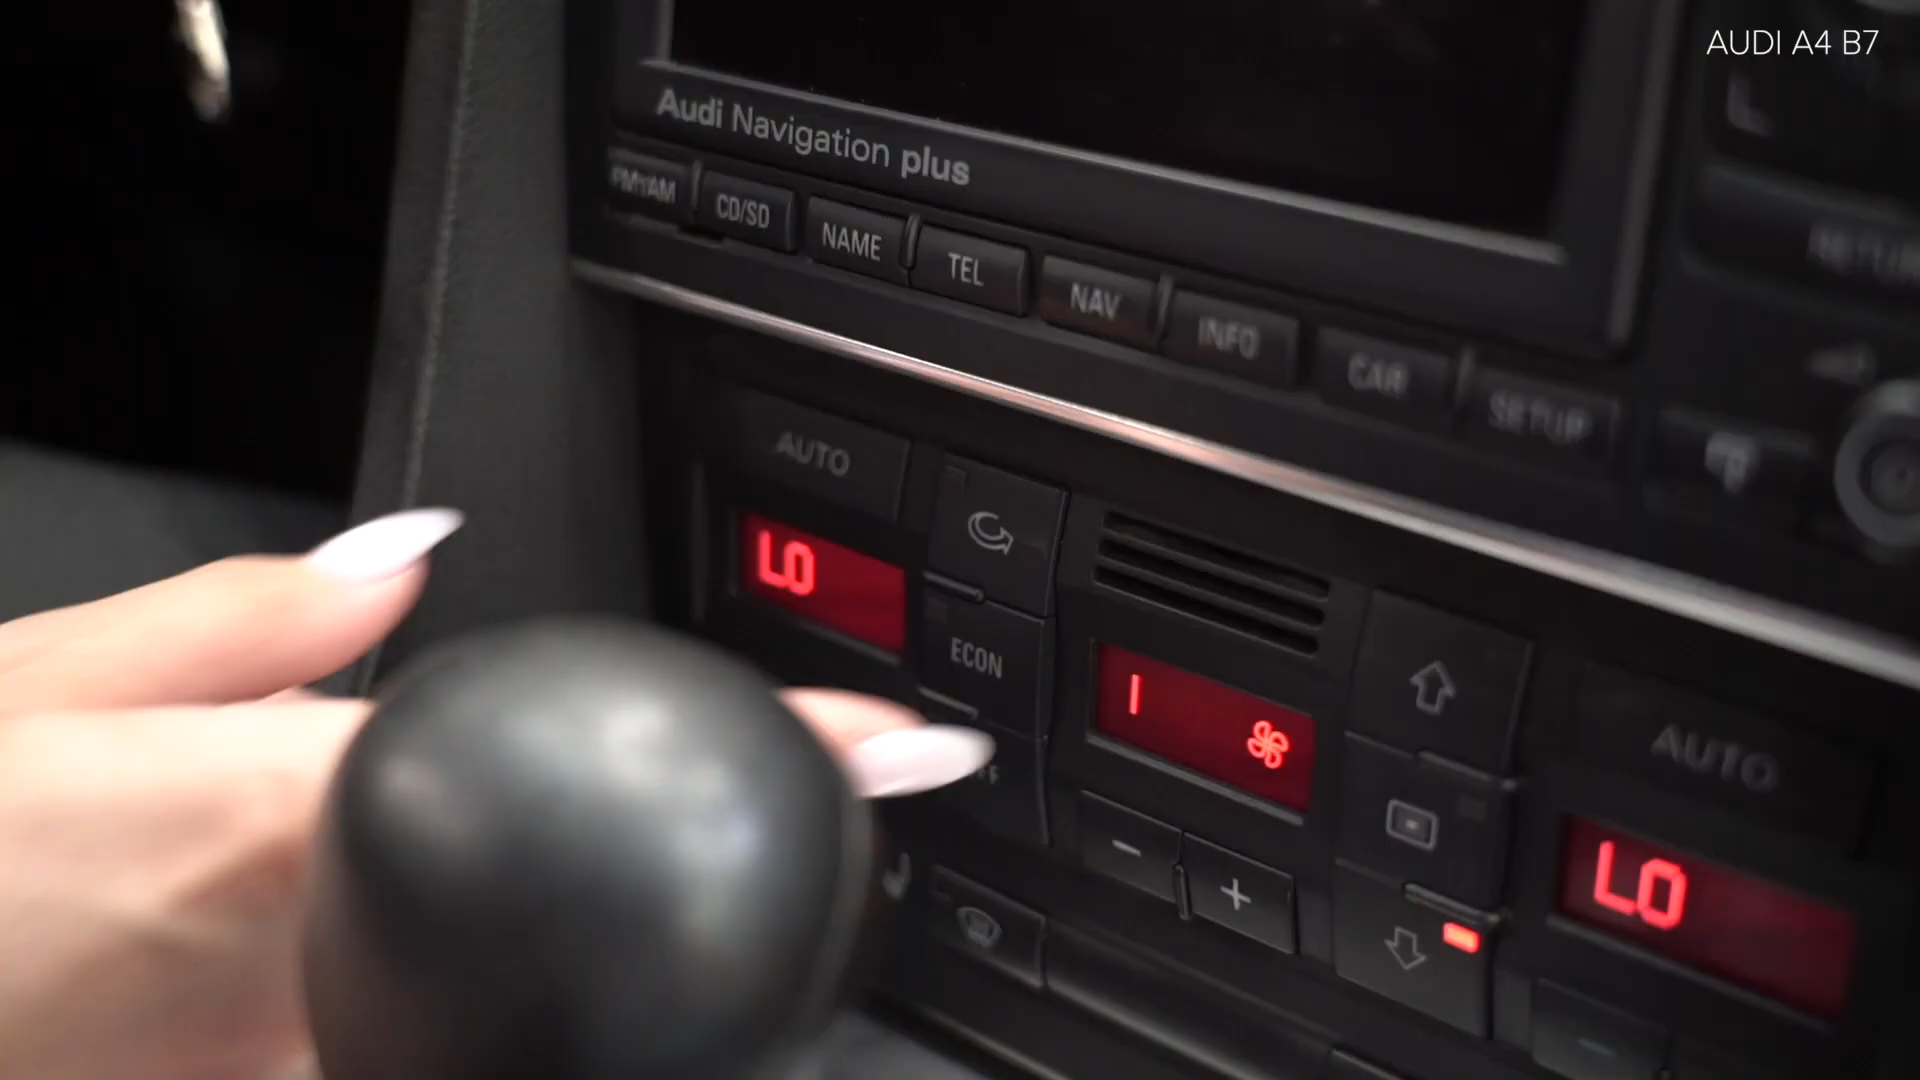 AUDI A4 B7
Audi Navigation plus
FM/AM CD/SD NAME TEL NAV INFO CAR SETUP
RETURN
AUTO
LO
ECON
I
AUTO
LO